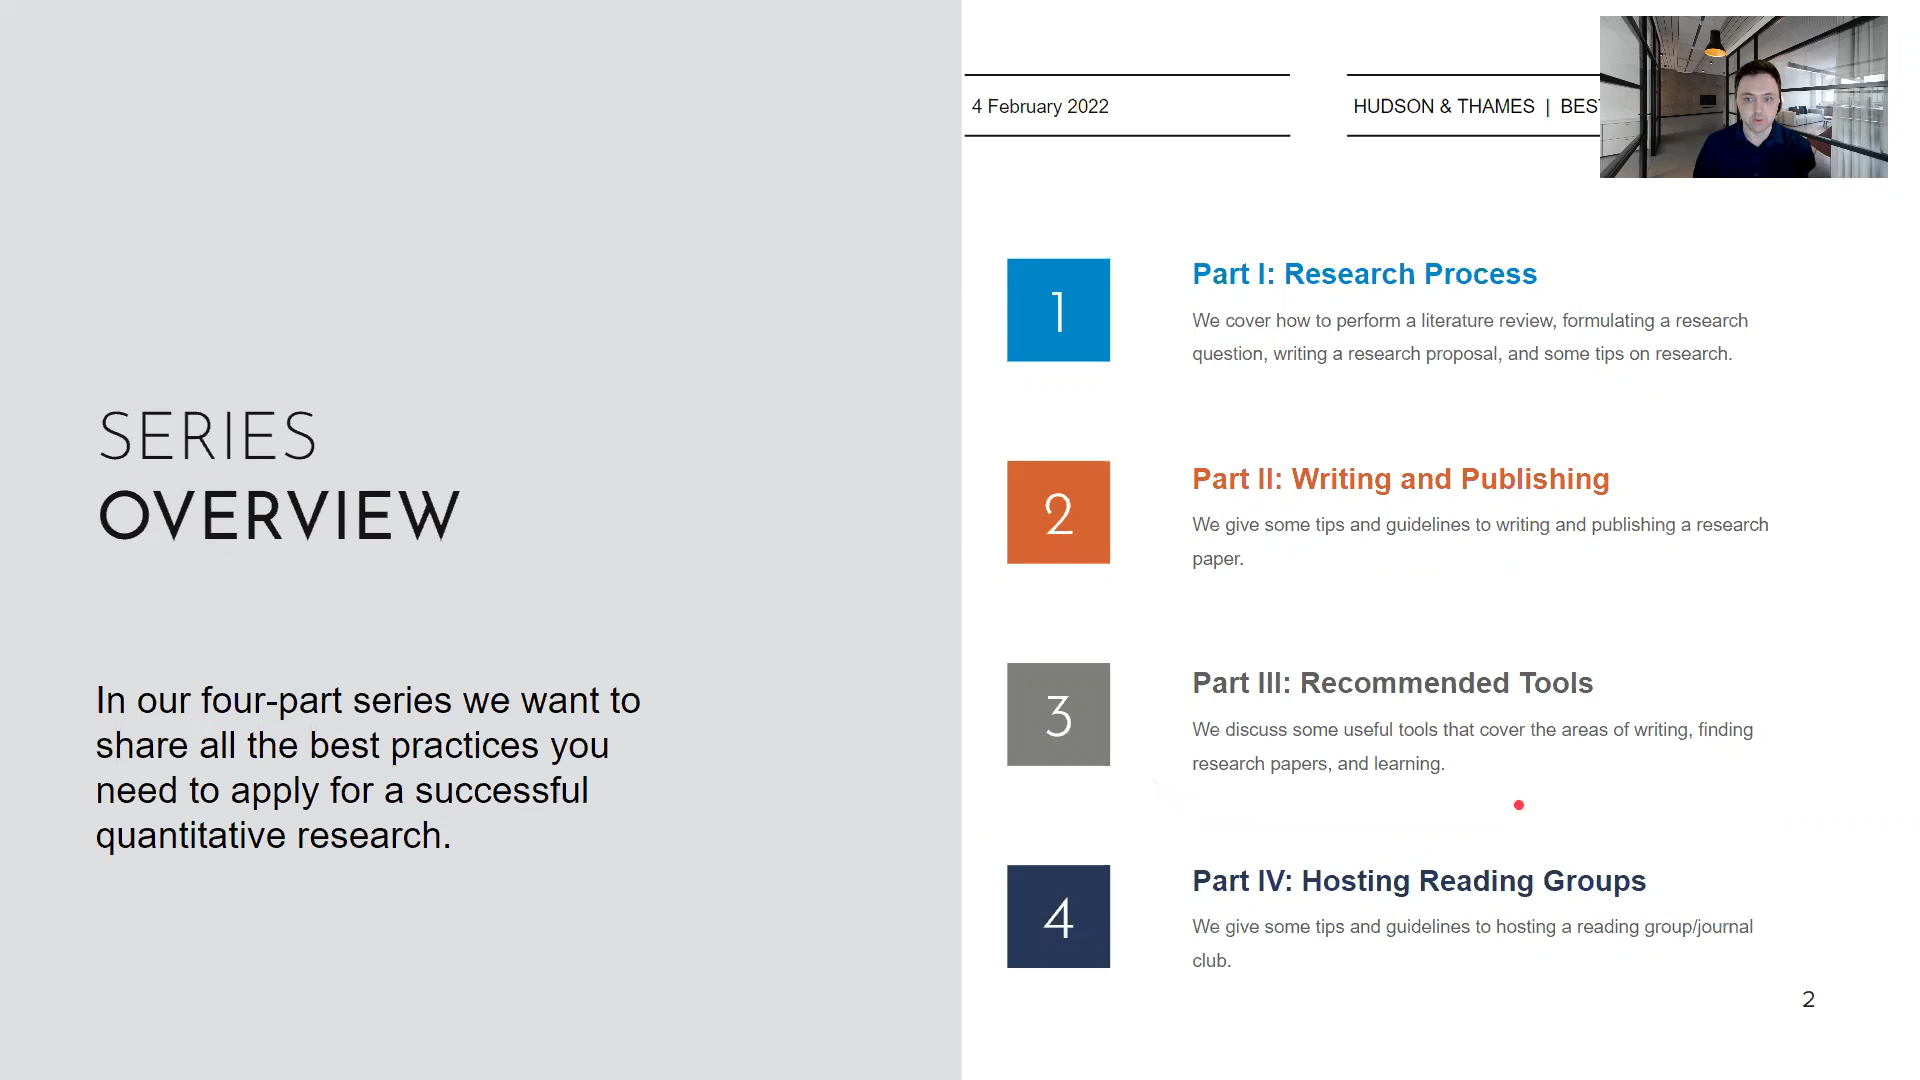 4 February 2022
HUDSON & THAMES | BES
SERIES
OVERVIEW
In our four-part series we want to
share all the best practices you
need to apply for a successful
quantitative research.
1
Part I: Research Process
We cover how to perform a literature review, formulating a research
question, writing a research proposal, and some tips on research.
2
Part II: Writing and Publishing
We give some tips and guidelines to writing and publishing a research
paper.
3
Part III: Recommended Tools
We discuss some useful tools that cover the areas of writing, finding
research papers, and learning.
4
Part IV: Hosting Reading Groups
We give some tips and guidelines to hosting a reading group/journal
club.
2